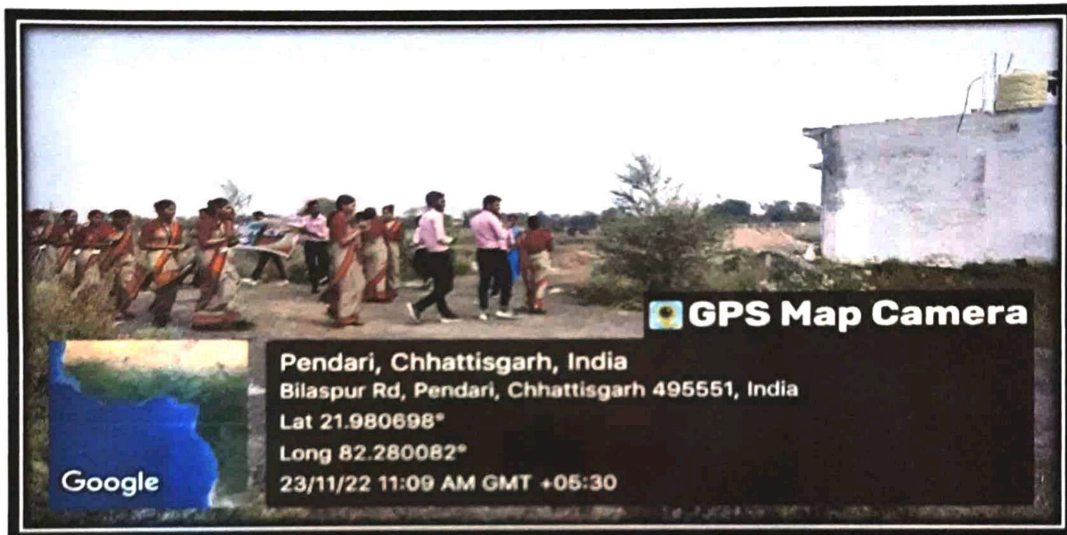 GPS Map Camera
Pendari, Chhattisgarh, India
Bilaspur Rd, Pendari, Chhattisgarh 495551, India
Lat 21.980698°
Long 82.280082°
23/11/22 11:09 AM GMT +05:30
Google